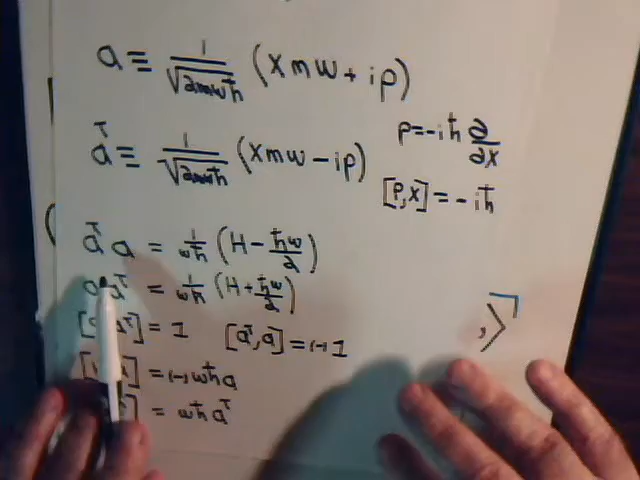 a ≡ 1/√2mωħ (xmω + ip)
a† ≡ 1/√2mωħ (xmω - ip)
p = -iħ ∂/∂x
[p,x] = -iħ
a†a = 1/ωħ (H - ħω/2)
aa† = 1/ωħ (H + ħω/2)
] = 1 [a†,a] = (-)1
] = (-)ωħa
] = ωħa†